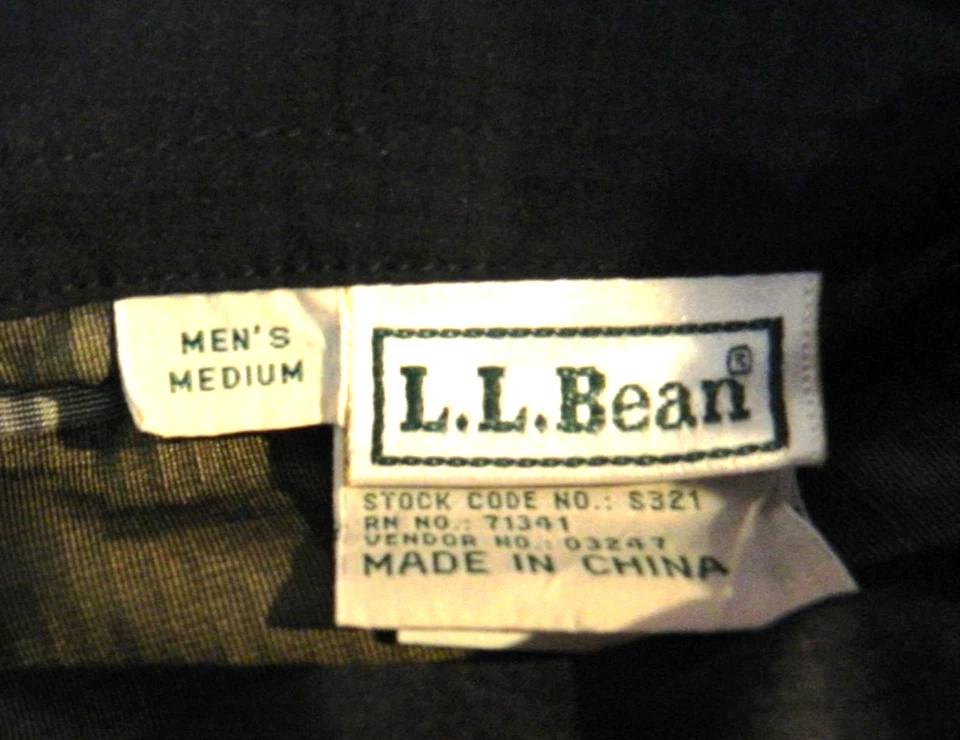 MEN'S
MEDIUM
L.L.Bean®
STOCK CODE NO.: S321
RN NO.: 71341
VENDOR NO.: 03247
MADE IN CHINA